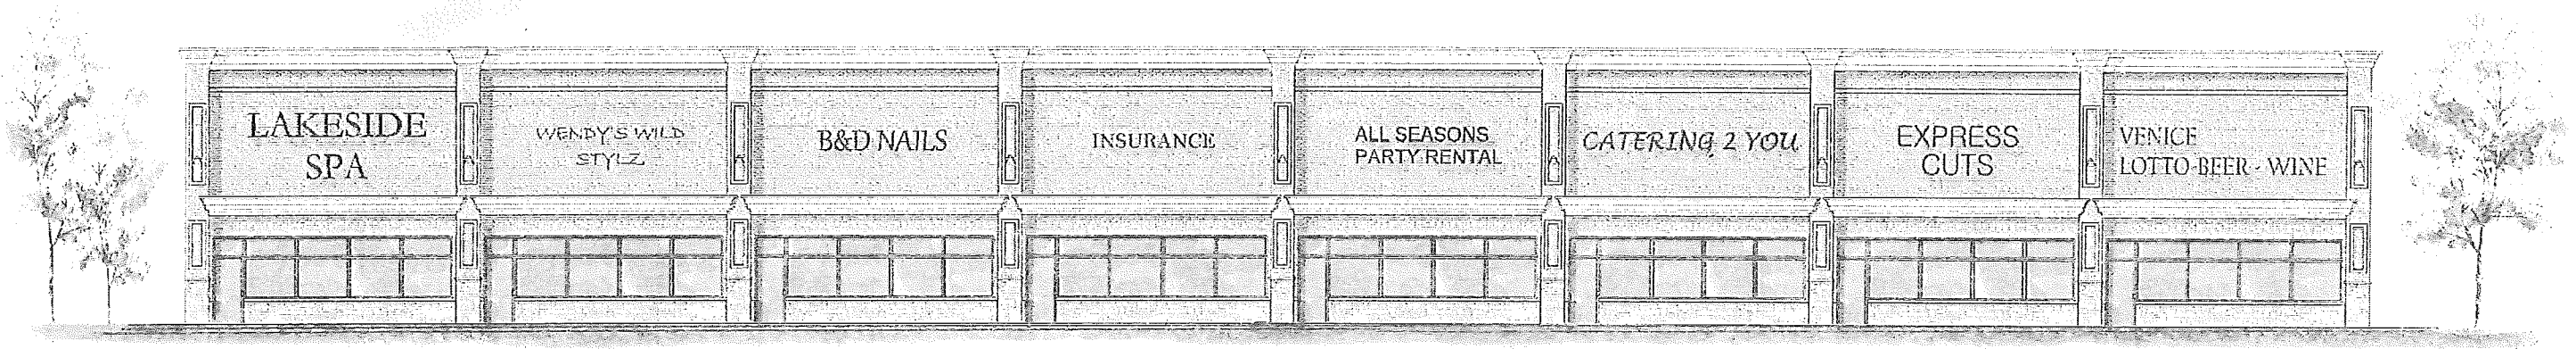 LAKESIDE
SPA
WENDY'S WILD
STYLZ
B&D NAILS
INSURANCE
ALL SEASONS
PARTY RENTAL
CATERING 2 YOU
EXPRESS
CUTS
VENICE
LOTTO-BEER - WINE